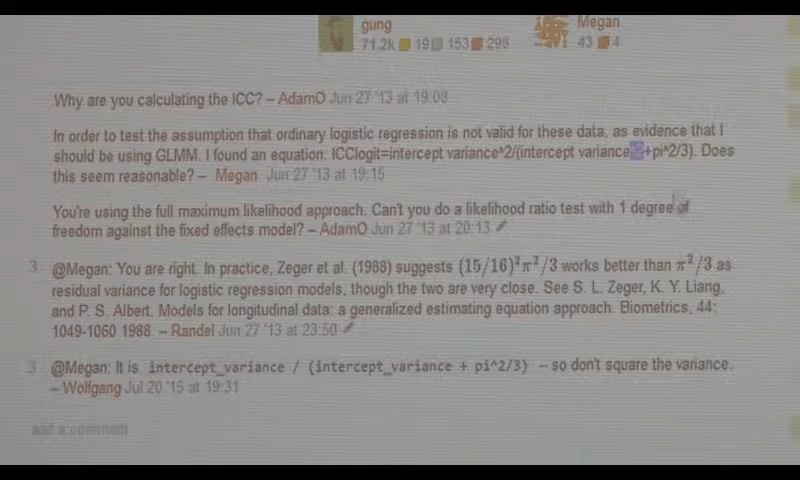 gung
71.2k 19 153 298
Megan
43 4
Why are you calculating the ICC? – AdamO Jun 27 '13 at 19:08
In order to test the assumption that ordinary logistic regression is not valid for these data, as evidence that I
should be using GLMM. I found an equation: ICClogit=intercept variance^2/(intercept variance^2+pi^2/3). Does
this seem reasonable? – Megan Jun 27 '13 at 19:15
You're using the full maximum likelihood approach. Can't you do a likelihood ratio test with 1 degree of
freedom against the fixed effects model? – AdamO Jun 27 '13 at 20:13
3 @Megan: You are right. In practice, Zeger et al. (1988) suggests (15/16)²π²/3 works better than π²/3 as
residual variance for logistic regression models, though the two are very close. See S. L. Zeger, K. Y. Liang,
and P. S. Albert. Models for longitudinal data: a generalized estimating equation approach. Biometrics, 44:
1049-1060 1988. – Randel Jun 27 '13 at 23:50
3 @Megan: It is intercept_variance / (intercept_variance + pi^2/3) – so don't square the variance.
– Wolfgang Jul 20 '15 at 19:31
add a comment